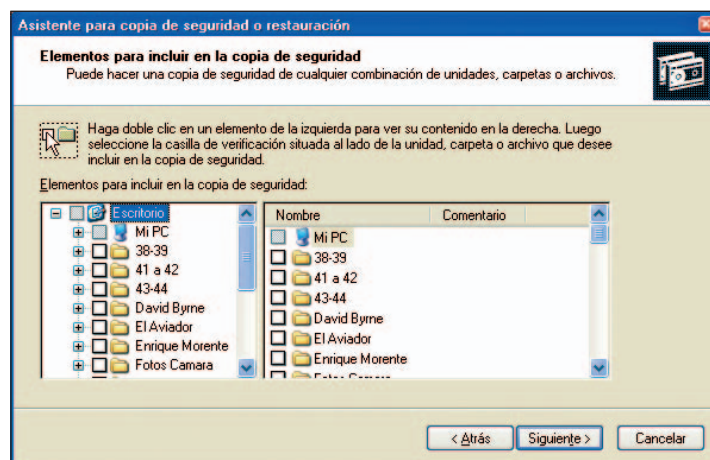 Asistente para copia de seguridad o restauración
Elementos para incluir en la copia de seguridad
Puede hacer una copia de seguridad de cualquier combinación de unidades, carpetas o archivos.
Haga doble clic en un elemento de la izquierda para ver su contenido en la derecha. Luego
seleccione la casilla de verificación situada al lado de la unidad, carpeta o archivo que desee
incluir en la copia de seguridad.
Elementos para incluir en la copia de seguridad:
Escritorio
Mi PC
38-39
41 a 42
43-44
David Byrne
El Aviador
Enrique Morente
Fotos Camara
Nombre Comentario
Mi PC
38-39
41 a 42
43-44
David Byrne
El Aviador
Enrique Morente
< Atrás Siguiente > Cancelar